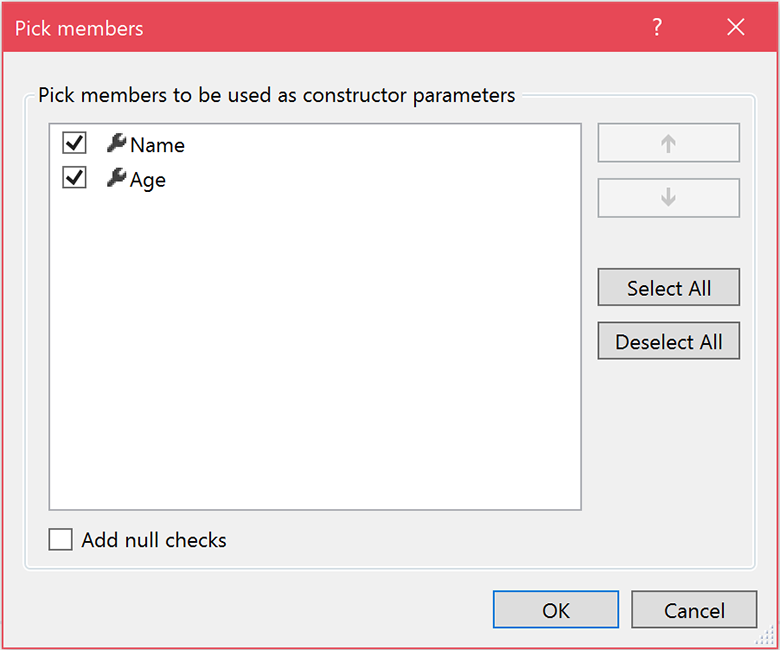 Pick members
?
Pick members to be used as constructor parameters
Name
Age
Select All
Deselect All
Add null checks
OK
Cancel